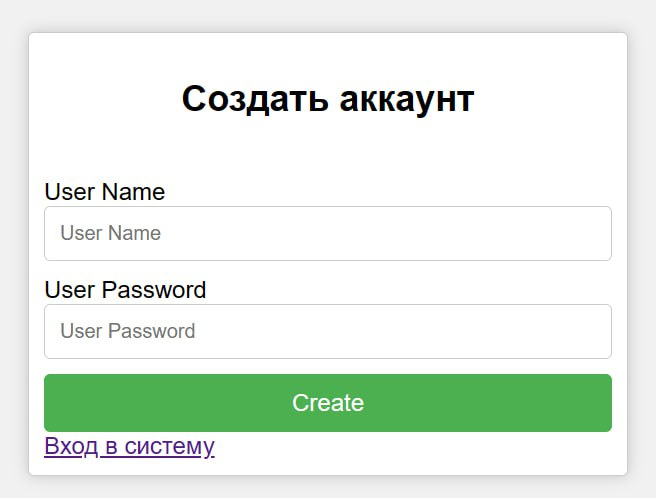 Создать аккаунт
User Name
User Name
User Password
User Password
Create
Вход в систему